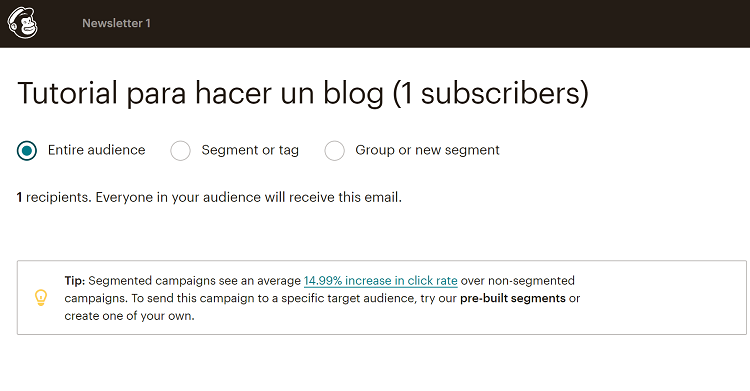 Newsletter 1
Tutorial para hacer un blog (1 subscribers)
Entire audience Segment or tag Group or new segment
1 recipients. Everyone in your audience will receive this email.
Tip: Segmented campaigns see an average 14.99% increase in click rate over non-segmented
campaigns. To send this campaign to a specific target audience, try our pre-built segments or
create one of your own.